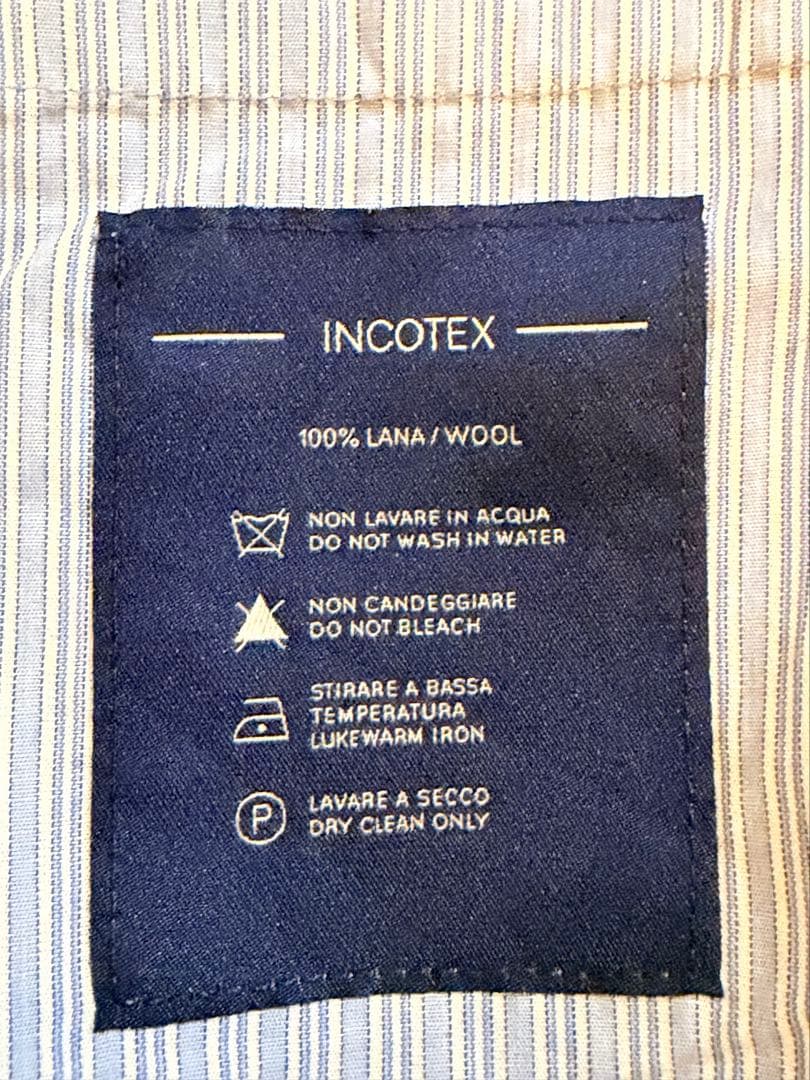 INCOTEX
100% LANA / WOOL
NON LAVARE IN ACQUA
DO NOT WASH IN WATER
NON CANDEGGIARE
DO NOT BLEACH
STIRARE A BASSA
TEMPERATURA
LUKEWARM IRON
P
LAVARE A SECCO
DRY CLEAN ONLY